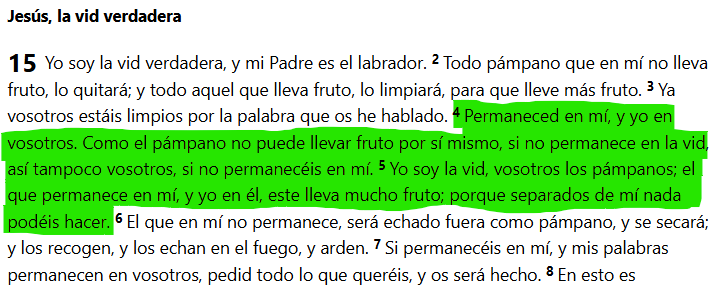 Jesús, la vid verdadera
15 Yo soy la vid verdadera, y mi Padre es el labrador. 2 Todo pámpano que en mí no lleva
fruto, lo quitará; y todo aquel que lleva fruto, lo limpiará, para que lleve más fruto. 3 Ya
vosotros estáis limpios por la palabra que os he hablado. 4 Permaneced en mí, y yo en
vosotros. Como el pámpano no puede llevar fruto por sí mismo, si no permanece en la vid,
así tampoco vosotros, si no permanecéis en mí. 5 Yo soy la vid, vosotros los pámpanos; el
que permanece en mí, y yo en él, este lleva mucho fruto; porque separados de mí nada
podéis hacer. 6 El que en mí no permanece, será echado fuera como pámpano, y se secará;
y los recogen, y los echan en el fuego, y arden. 7 Si permanecéis en mí, y mis palabras
permanecen en vosotros, pedid todo lo que queréis, y os será hecho. 8 En esto es